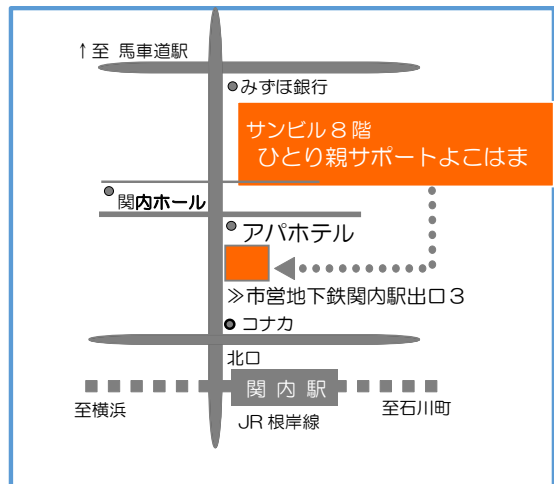 ↑至 馬車道駅
みずほ銀行
サンビル8階
ひとり親サポートよこはま
関内ホール
アパホテル
≫市営地下鉄関内駅出口3
コナカ
北口
関内駅
至横浜
至石川町
JR根岸線